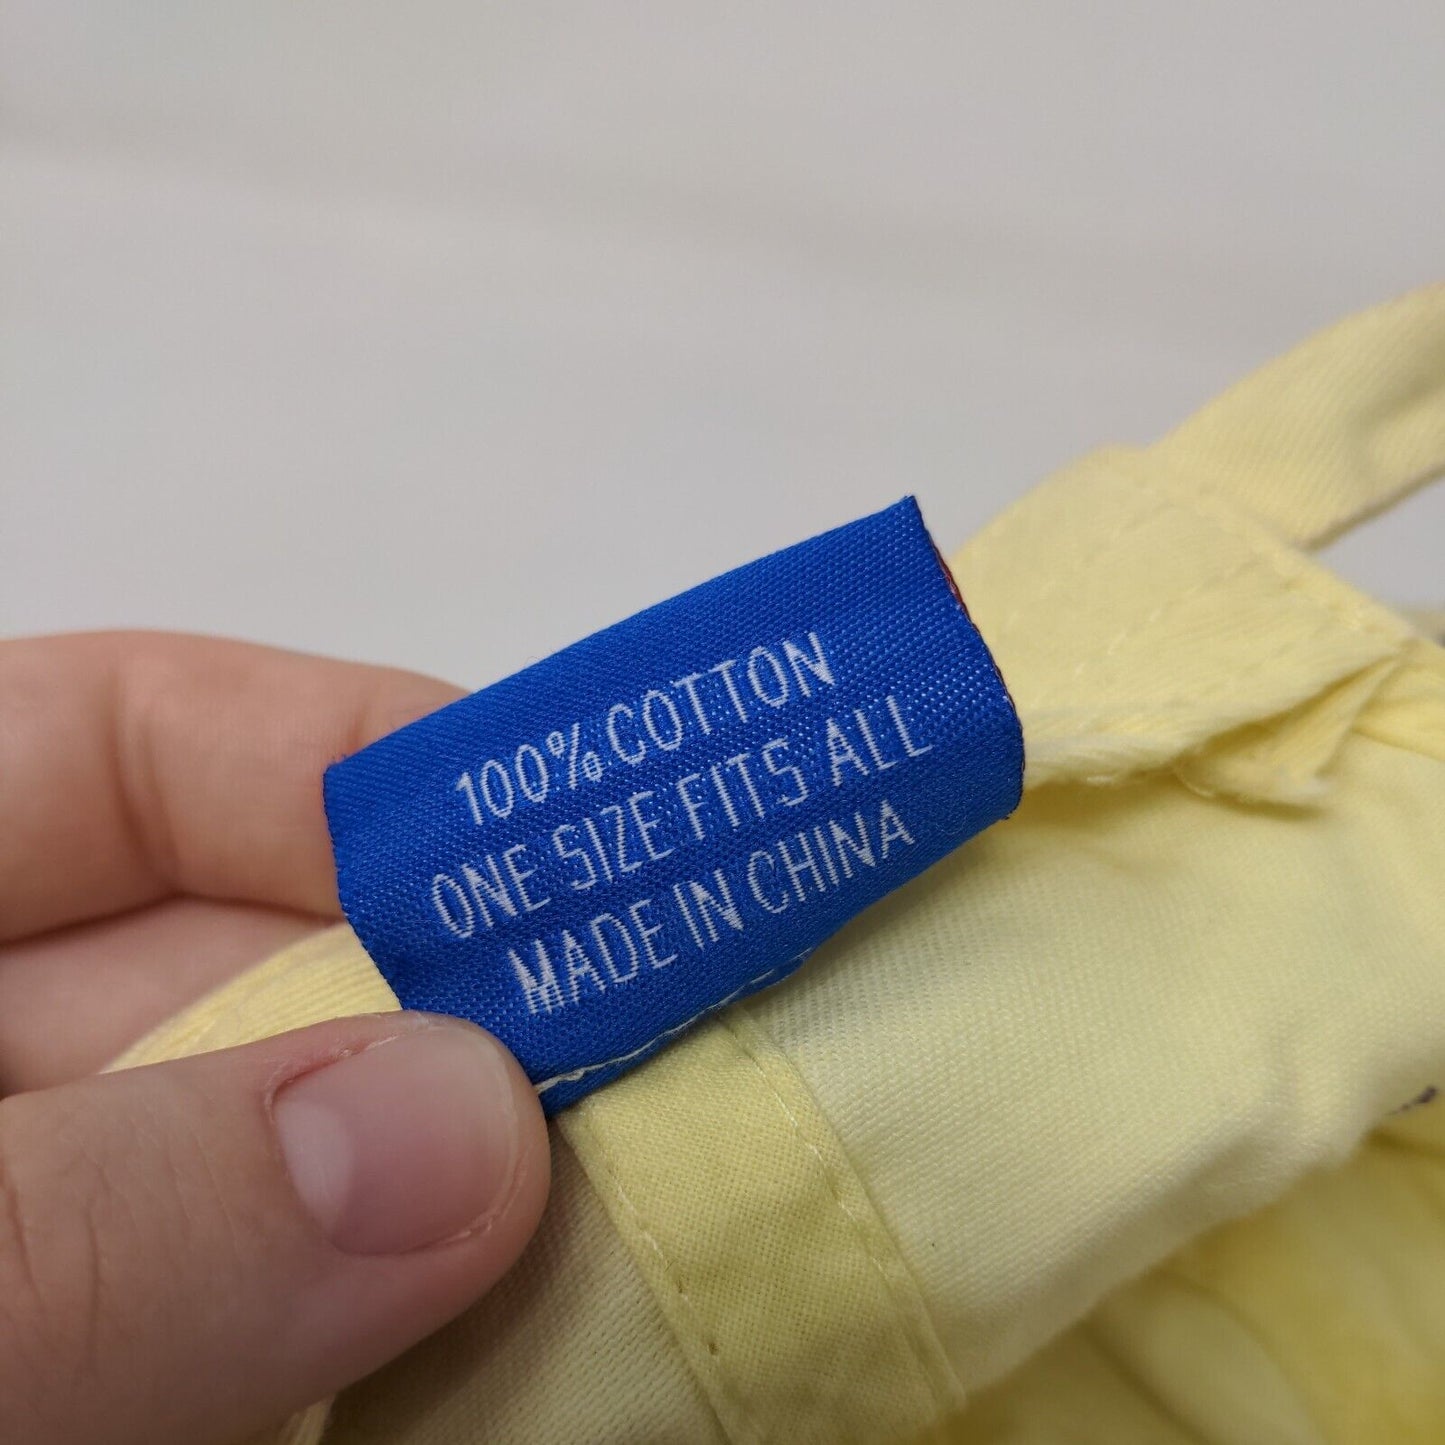 100% COTTON
ONE SIZE FITS ALL
MADE IN CHINA